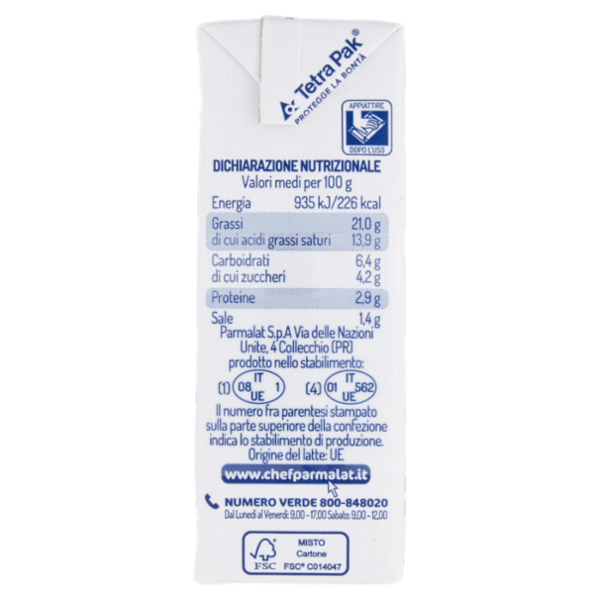 Tetra Pak®
PROTEGGE LA BONTÀ
APPIATTIRE
DOPO L'USO
DICHIARAZIONE NUTRIZIONALE
Valori medi per 100 g
Energia 935 kJ/226 kcal
Grassi 21,0 g
di cui acidi grassi saturi 13,9 g
Carboidrati 6,4 g
di cui zuccheri 4,2 g
Proteine 2,9 g
Sale 1,4 g
Parmalat S.p.A Via delle Nazioni
Unite, 4 Collecchio (PR)
prodotto nello stabilimento:
(1) IT 08 1 UE (4) IT 01 562 UE
Il numero fra parentesi stampato
sulla parte superiore della confezione
indica lo stabilimento di produzione.
Origine del latte: UE
www.chefparmalat.it
NUMERO VERDE 800-848020
Dal Lunedì al Venerdì: 9,00 - 17,00 Sabato: 9,00 - 12,00
FSC
MISTO
Cartone
FSC® C014047